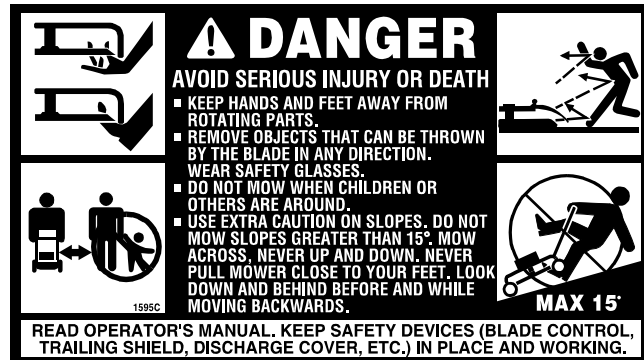 DANGER
AVOID SERIOUS INJURY OR DEATH
▪ KEEP HANDS AND FEET AWAY FROM
ROTATING PARTS.
▪ REMOVE OBJECTS THAT CAN BE THROWN
BY THE BLADE IN ANY DIRECTION.
WEAR SAFETY GLASSES.
▪ DO NOT MOW WHEN CHILDREN OR
OTHERS ARE AROUND.
▪ USE EXTRA CAUTION ON SLOPES. DO NOT
MOW SLOPES GREATER THAN 15°. MOW
ACROSS, NEVER UP AND DOWN. NEVER
PULL MOWER CLOSE TO YOUR FEET. LOOK
DOWN AND BEHIND BEFORE AND WHILE
MOVING BACKWARDS.
1595C
MAX 15°
READ OPERATOR'S MANUAL. KEEP SAFETY DEVICES (BLADE CONTROL,
TRAILING SHIELD, DISCHARGE COVER, ETC.) IN PLACE AND WORKING.